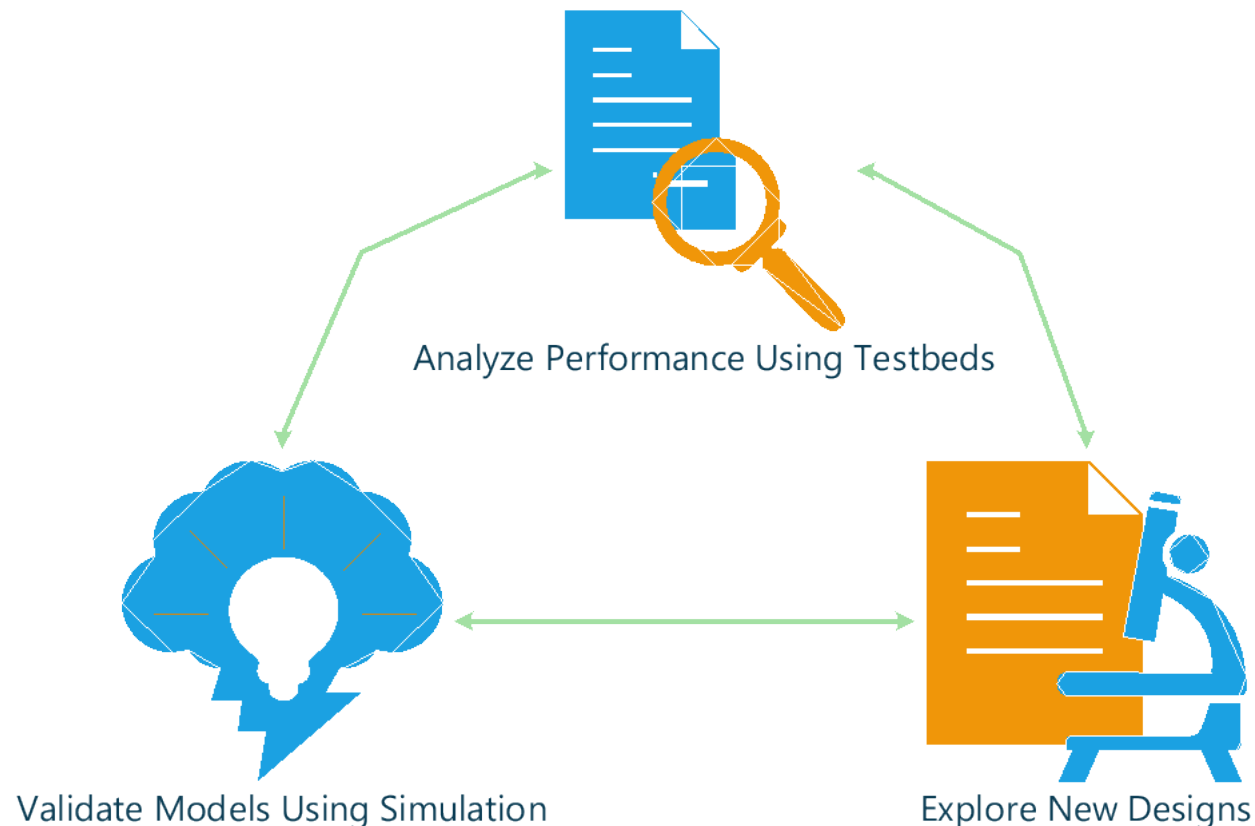 Analyze Performance Using Testbeds
Validate Models Using Simulation
Explore New Designs